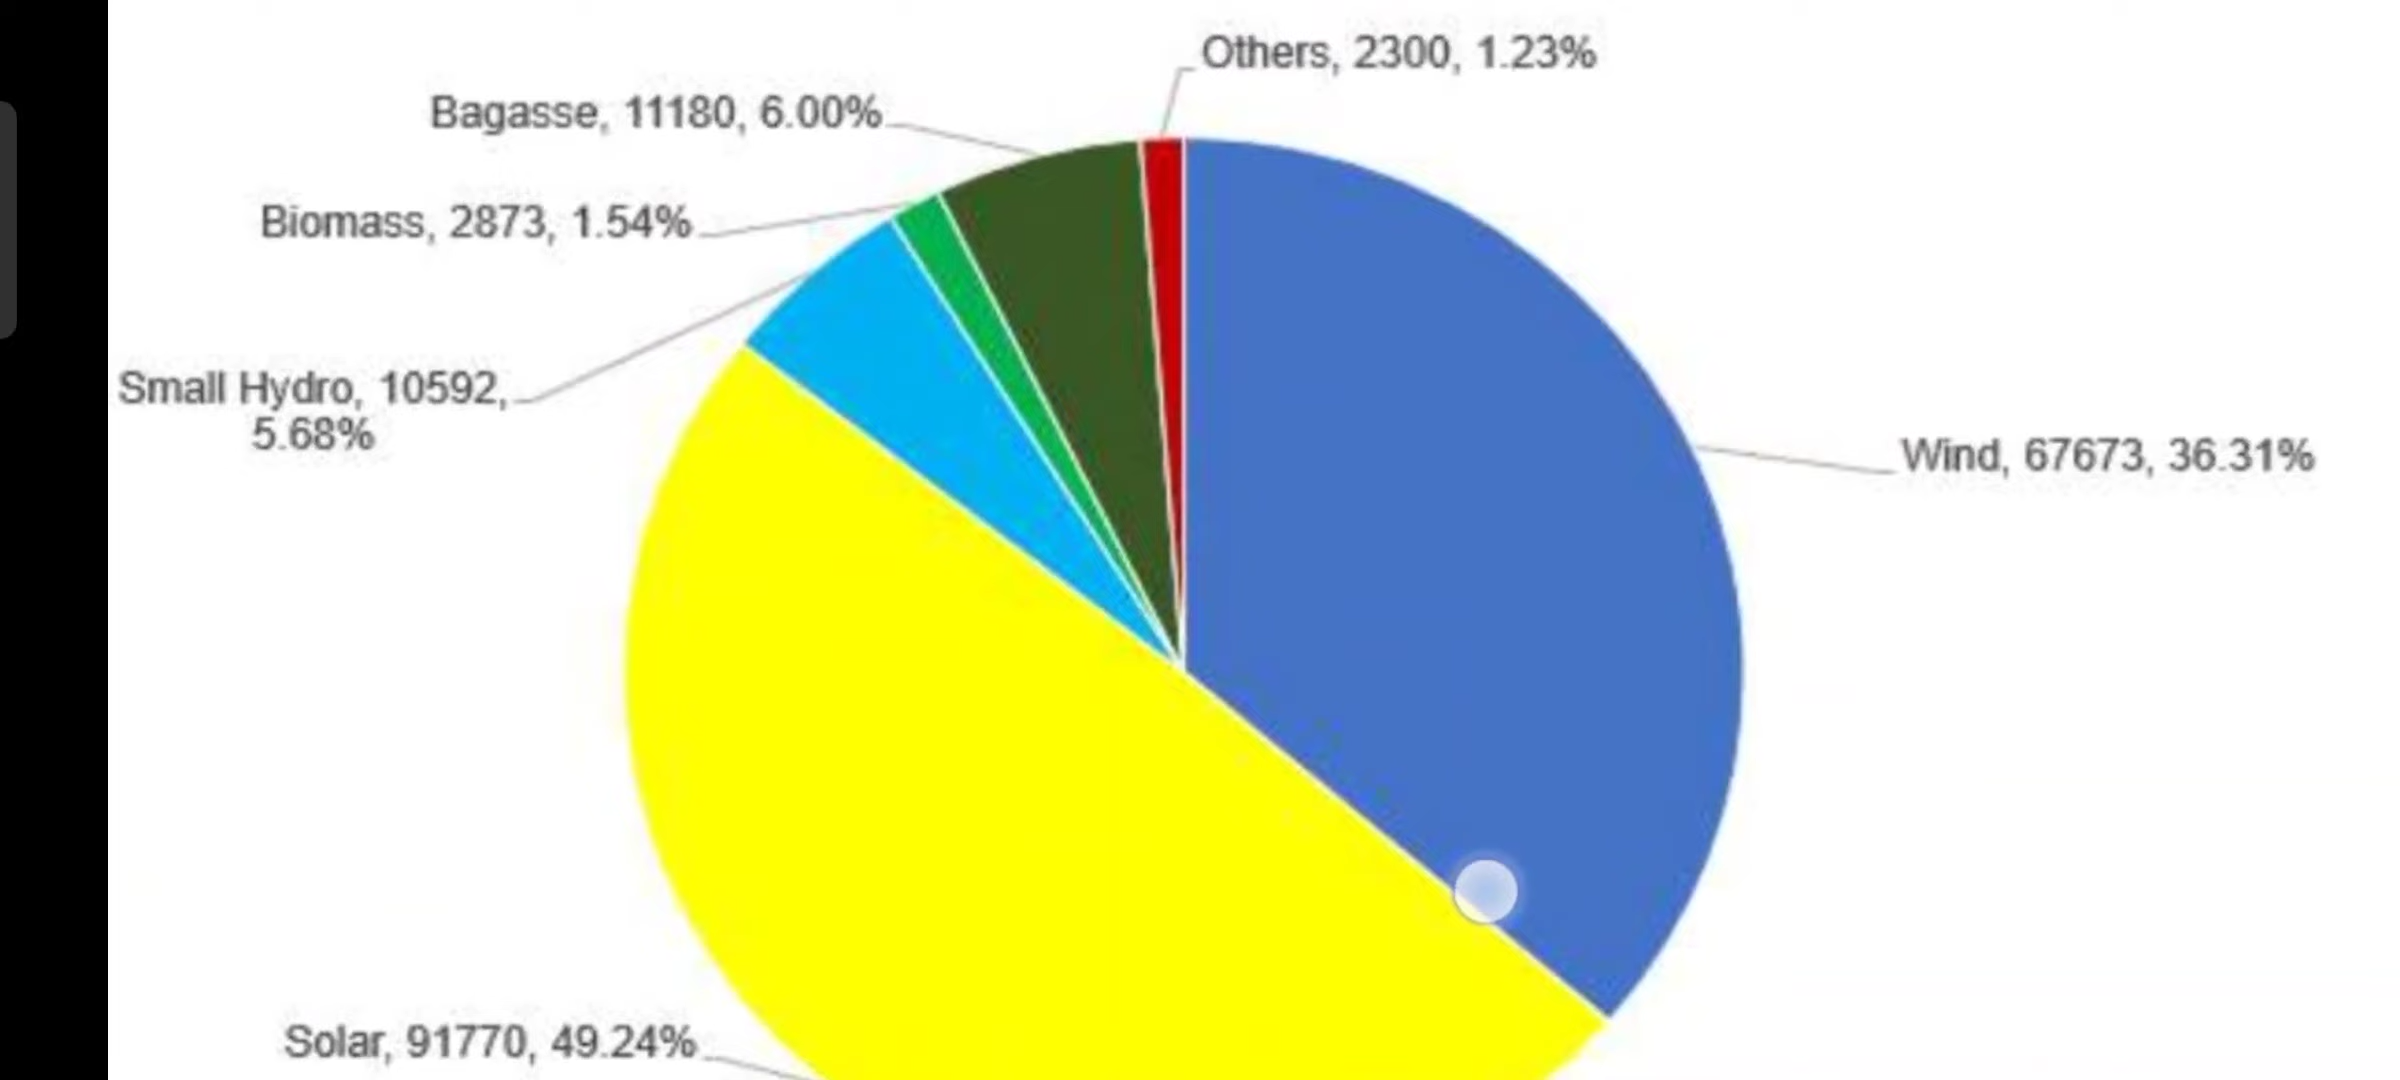 Others, 2300, 1.23%
Bagasse, 11180, 6.00%
Biomass, 2873, 1.54%
Small Hydro, 10592,
5.68%
Wind, 67673, 36.31%
Solar, 91770, 49.24%